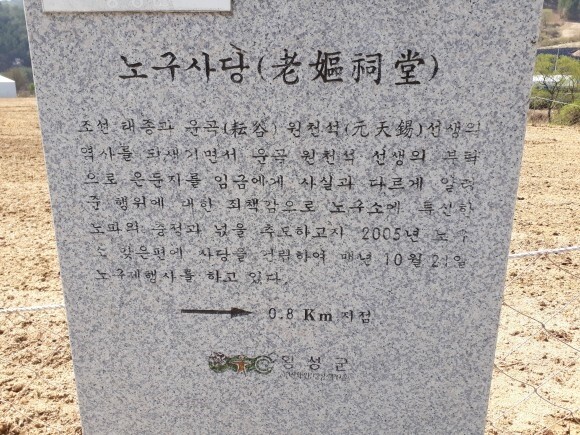 노구사당(老嫗祠堂)
조선 태종과 운곡(耘谷) 원천석(元天錫)선생의
역사를 되새기면서 운곡 원천석 선생의 부탁
으로 은둔지를 임금에게 사실과 다르게 알려
준 행위에 대한 죄책감으로 노구소에 투신한
노파의 충정과 넋을 추도하고자 2005년 노구
소 맞은편에 사당을 건립하여 매년 10월 21일
노구제행사를 하고 있다.
0.8 Km 지점
횡성군